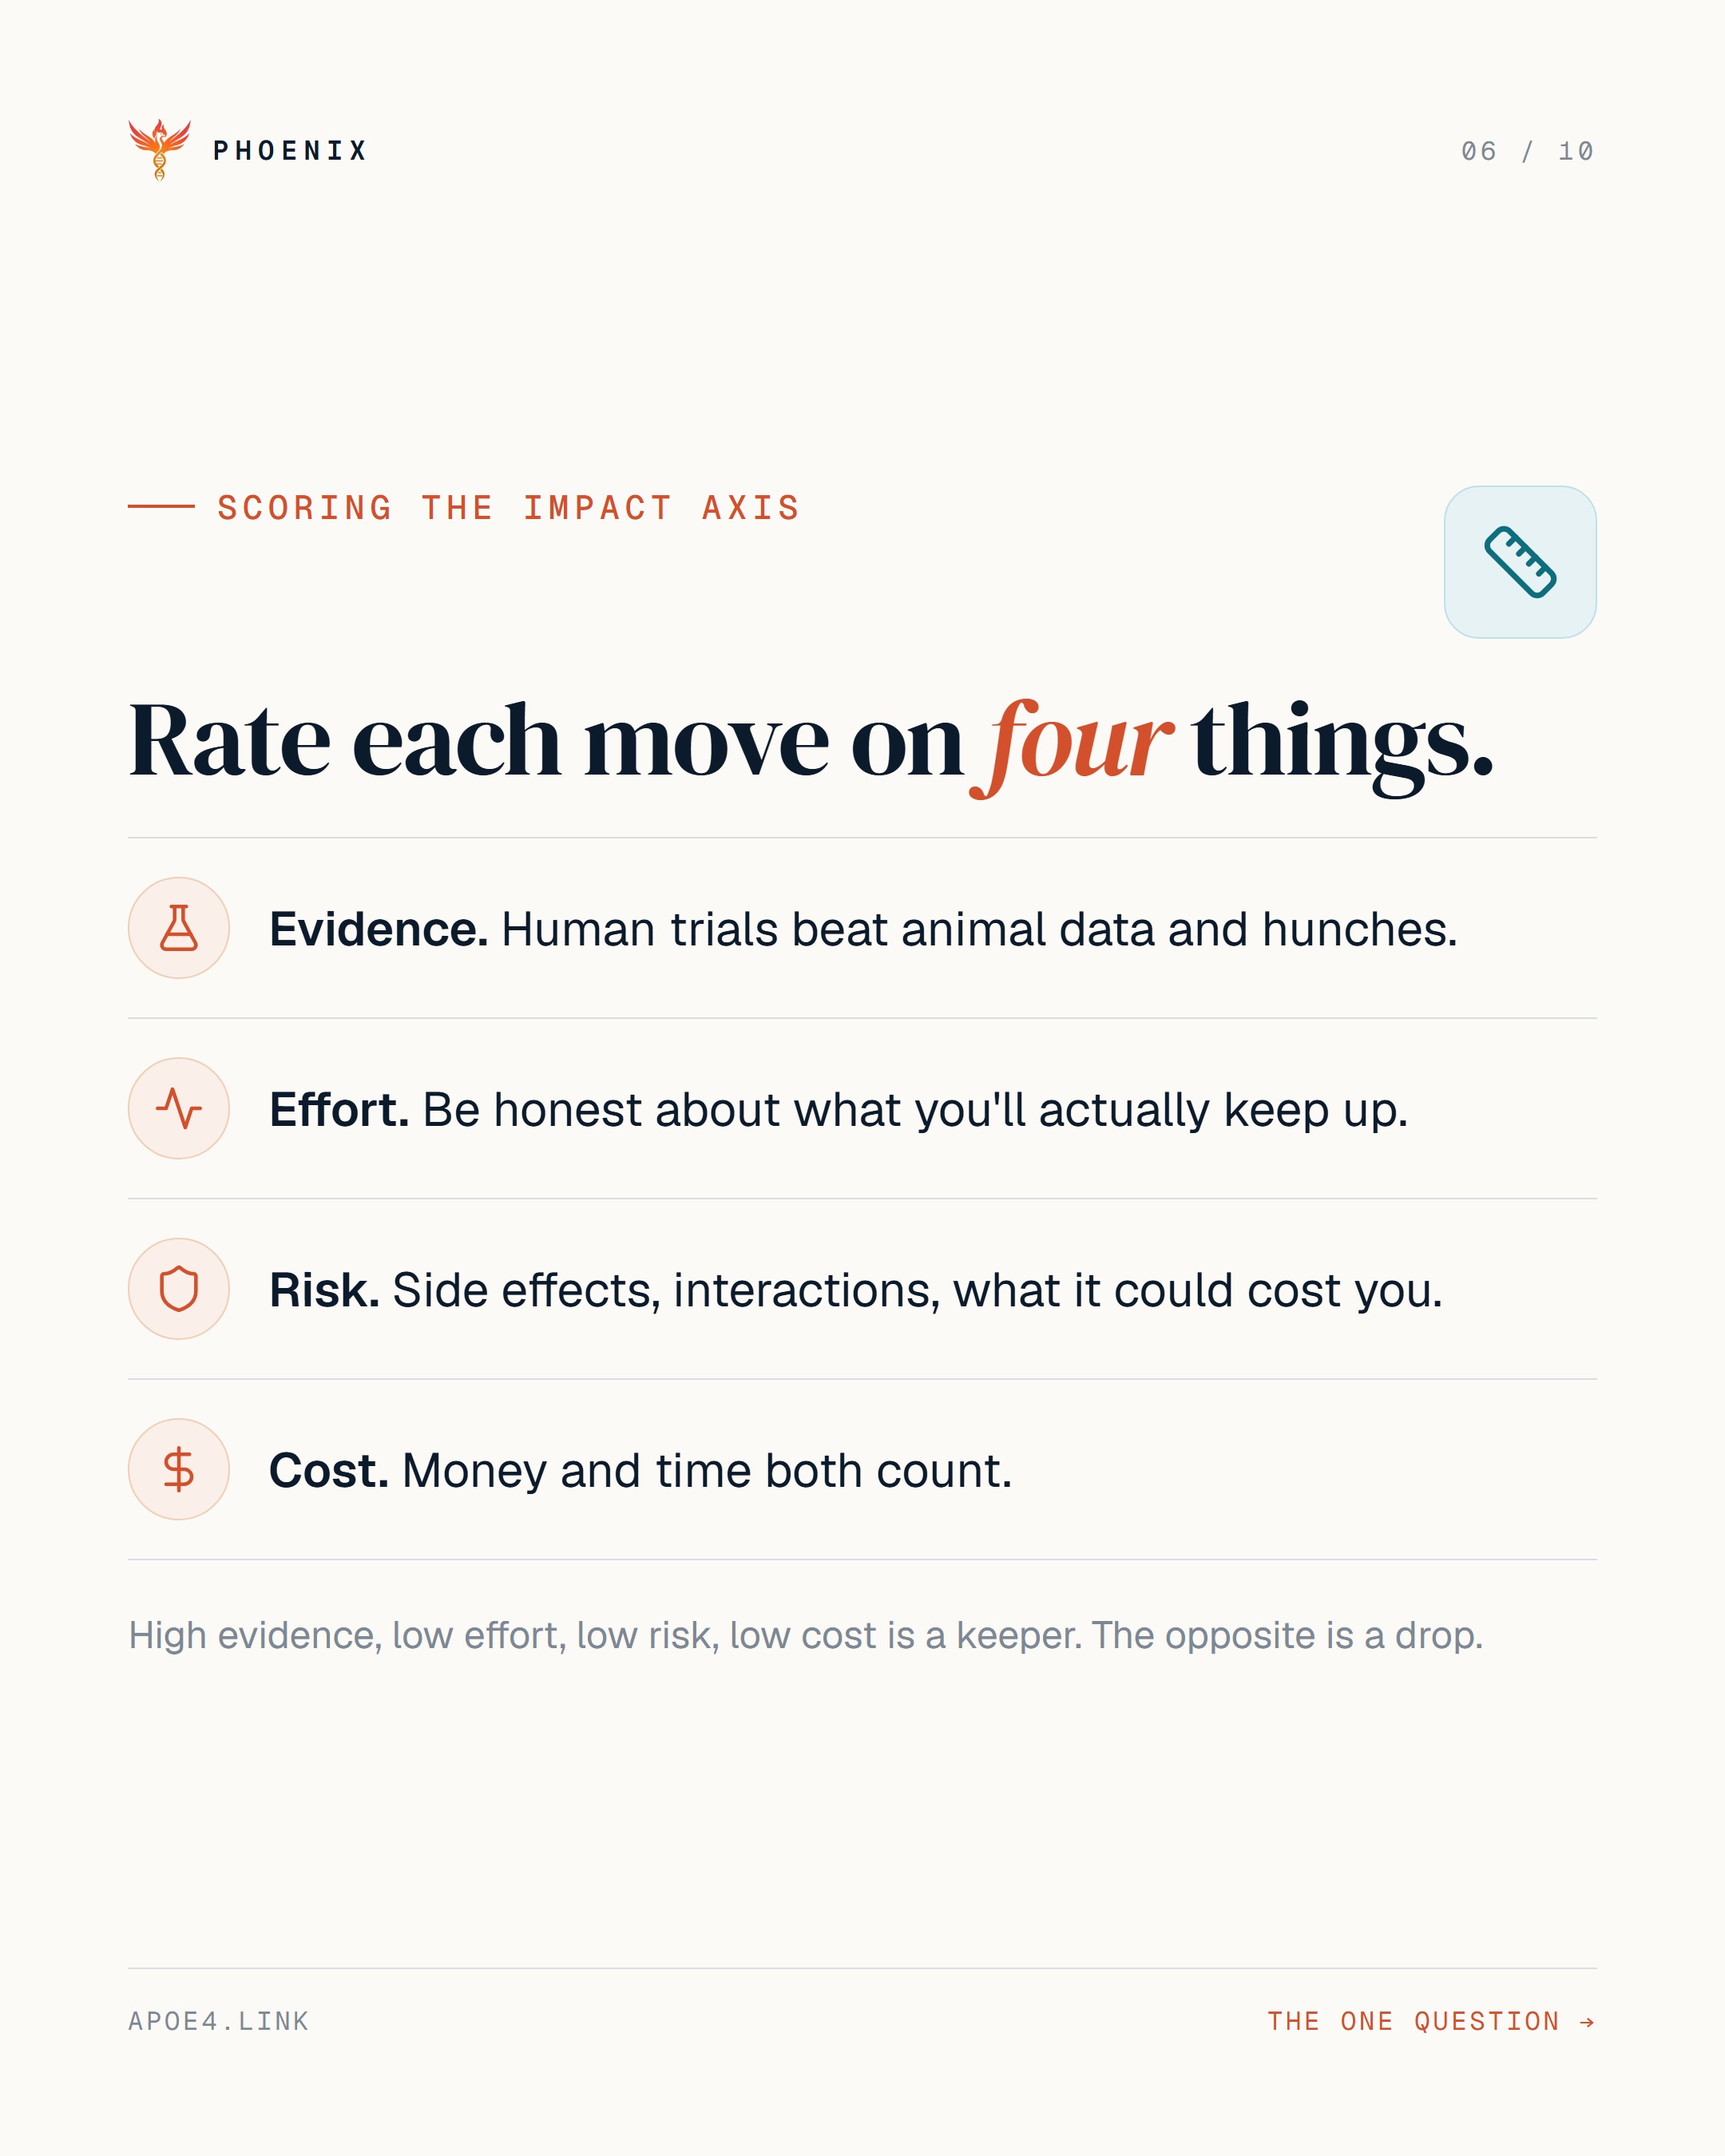 PHOENIX
06 / 10
SCORING THE IMPACT AXIS
Rate each move on four things.
Evidence. Human trials beat animal data and hunches.
Effort. Be honest about what you'll actually keep up.
Risk. Side effects, interactions, what it could cost you.
Cost. Money and time both count.
High evidence, low effort, low risk, low cost is a keeper. The opposite is a drop.
APOE4.LINK
THE ONE QUESTION →